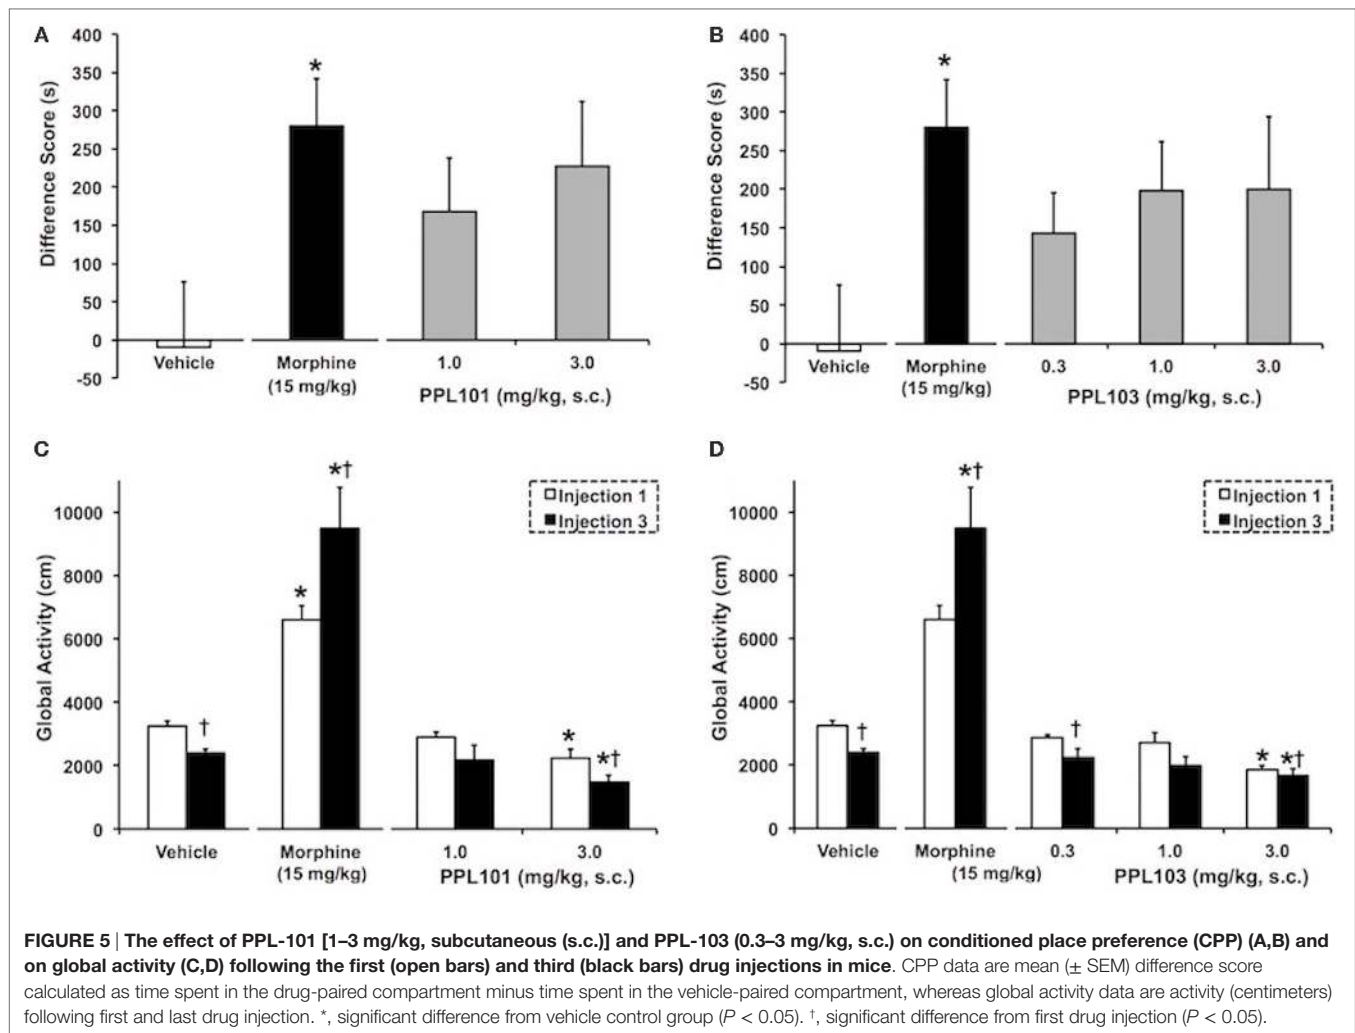 A
400
350
300
250
200
150
100
50
0
-50
Difference Score (s)
*
Vehicle
Morphine
(15 mg/kg)
1.0
3.0
PPL101 (mg/kg, s.c.)
B
400
350
300
250
200
150
100
50
0
-50
Difference Score (s)
*
Vehicle
Morphine
(15 mg/kg)
0.3
1.0
3.0
PPL103 (mg/kg, s.c.)
C
10000
8000
6000
4000
2000
0
Global Activity (cm)
Injection 1
Injection 3
†
*
*†
*
*†
Vehicle
Morphine
(15 mg/kg)
1.0
3.0
PPL101 (mg/kg, s.c.)
D
10000
8000
6000
4000
2000
0
Global Activity (cm)
Injection 1
Injection 3
†
*†
†
*
*†
Vehicle
Morphine
(15 mg/kg)
0.3
1.0
3.0
PPL103 (mg/kg, s.c.)
FIGURE 5 | The effect of PPL-101 [1–3 mg/kg, subcutaneous (s.c.)] and PPL-103 (0.3–3 mg/kg, s.c.) on conditioned place preference (CPP) (A,B) and
on global activity (C,D) following the first (open bars) and third (black bars) drug injections in mice. CPP data are mean (± SEM) difference score
calculated as time spent in the drug-paired compartment minus time spent in the vehicle-paired compartment, whereas global activity data are activity (centimeters)
following first and last drug injection. *, significant difference from vehicle control group (P < 0.05). †, significant difference from first drug injection (P < 0.05).